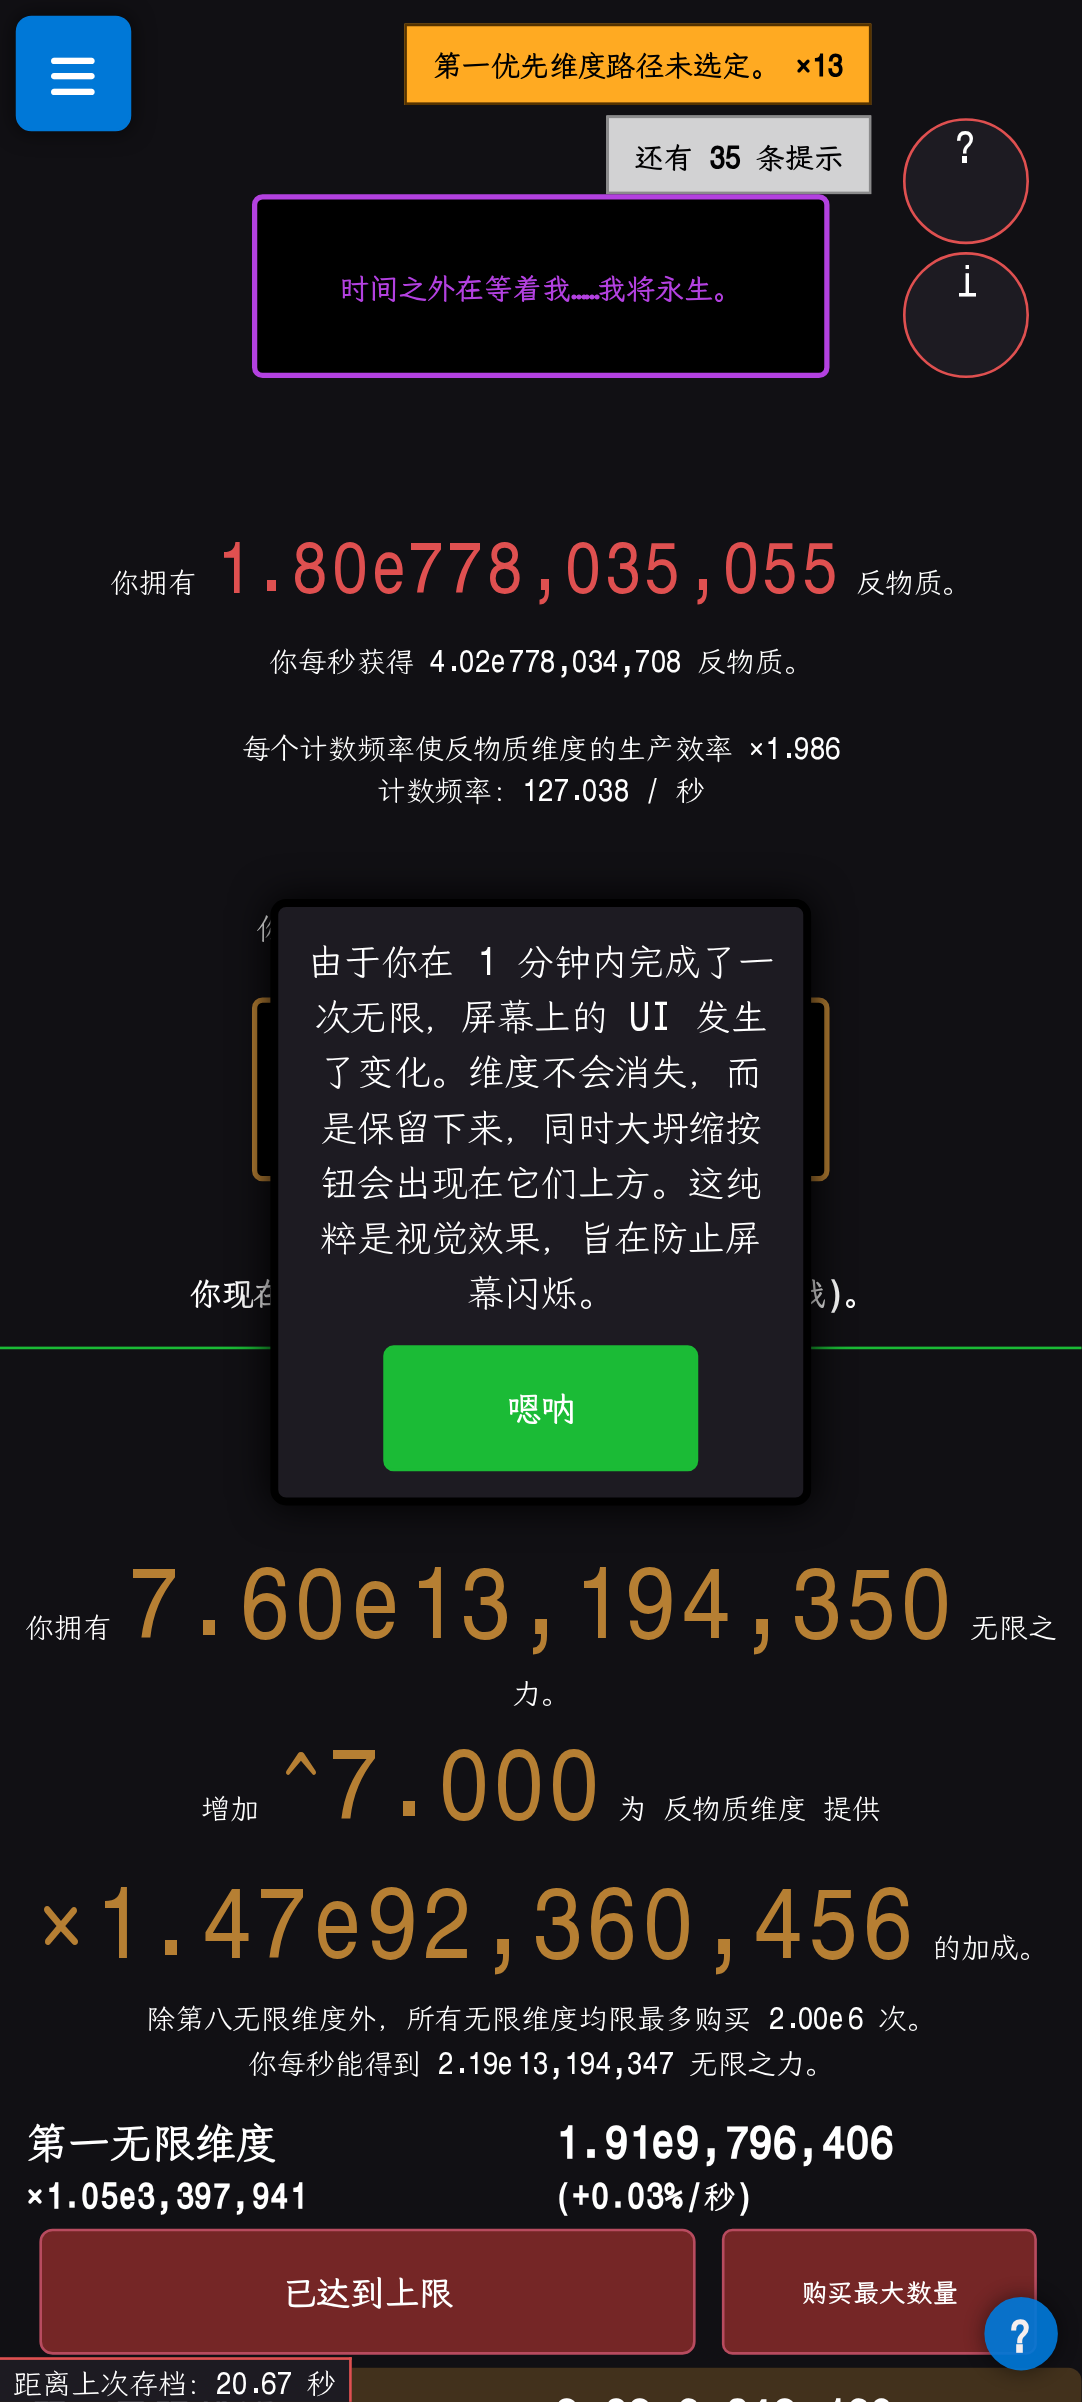 第一优先维度路径未选定。 ×13
还有 35 条提示
?
i
时间之外在等着我……我将永生。
你拥有 1.80e778,035,055 反物质。
你每秒获得 4.02e778,034,708 反物质。
每个计数频率使反物质维度的生产效率 ×1.986
计数频率: 127.038 / 秒
由于你在 1 分钟内完成了一
次无限, 屏幕上的 UI 发生
了变化。维度不会消失, 而
是保留下来, 同时大坍缩按
钮会出现在它们上方。这纯
粹是视觉效果, 旨在防止屏
幕闪烁。
你现在
)。
嗯呐
你拥有 7.60e13,194,350 无限之
力。
增加 ^7.000 为 反物质维度 提供
×1.47e92,360,456 的加成。
除第八无限维度外, 所有无限维度均限最多购买 2.00e6 次。
你每秒能得到 2.19e13,194,347 无限之力。
第一无限维度 1.91e9,796,406
×1.05e3,397,941 (+0.03%/秒)
已达到上限 购买最大数量
?
距离上次存档: 20.67 秒